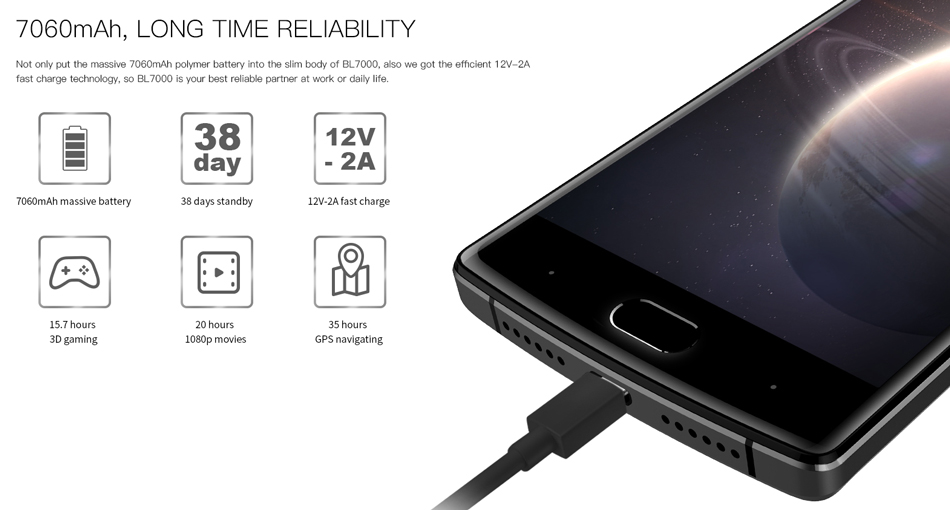 7060mAh, LONG TIME RELIABILITY
Not only put the massive 7060mAh polymer battery into the slim body of BL7000, also we got the efficient 12V-2A
fast charge technology, so BL7000 is your best reliable partner at work or daily life.
38
day
12V
- 2A
7060mAh massive battery
38 days standby
12V-2A fast charge
15.7 hours
3D gaming
20 hours
1080p movies
35 hours
GPS navigating